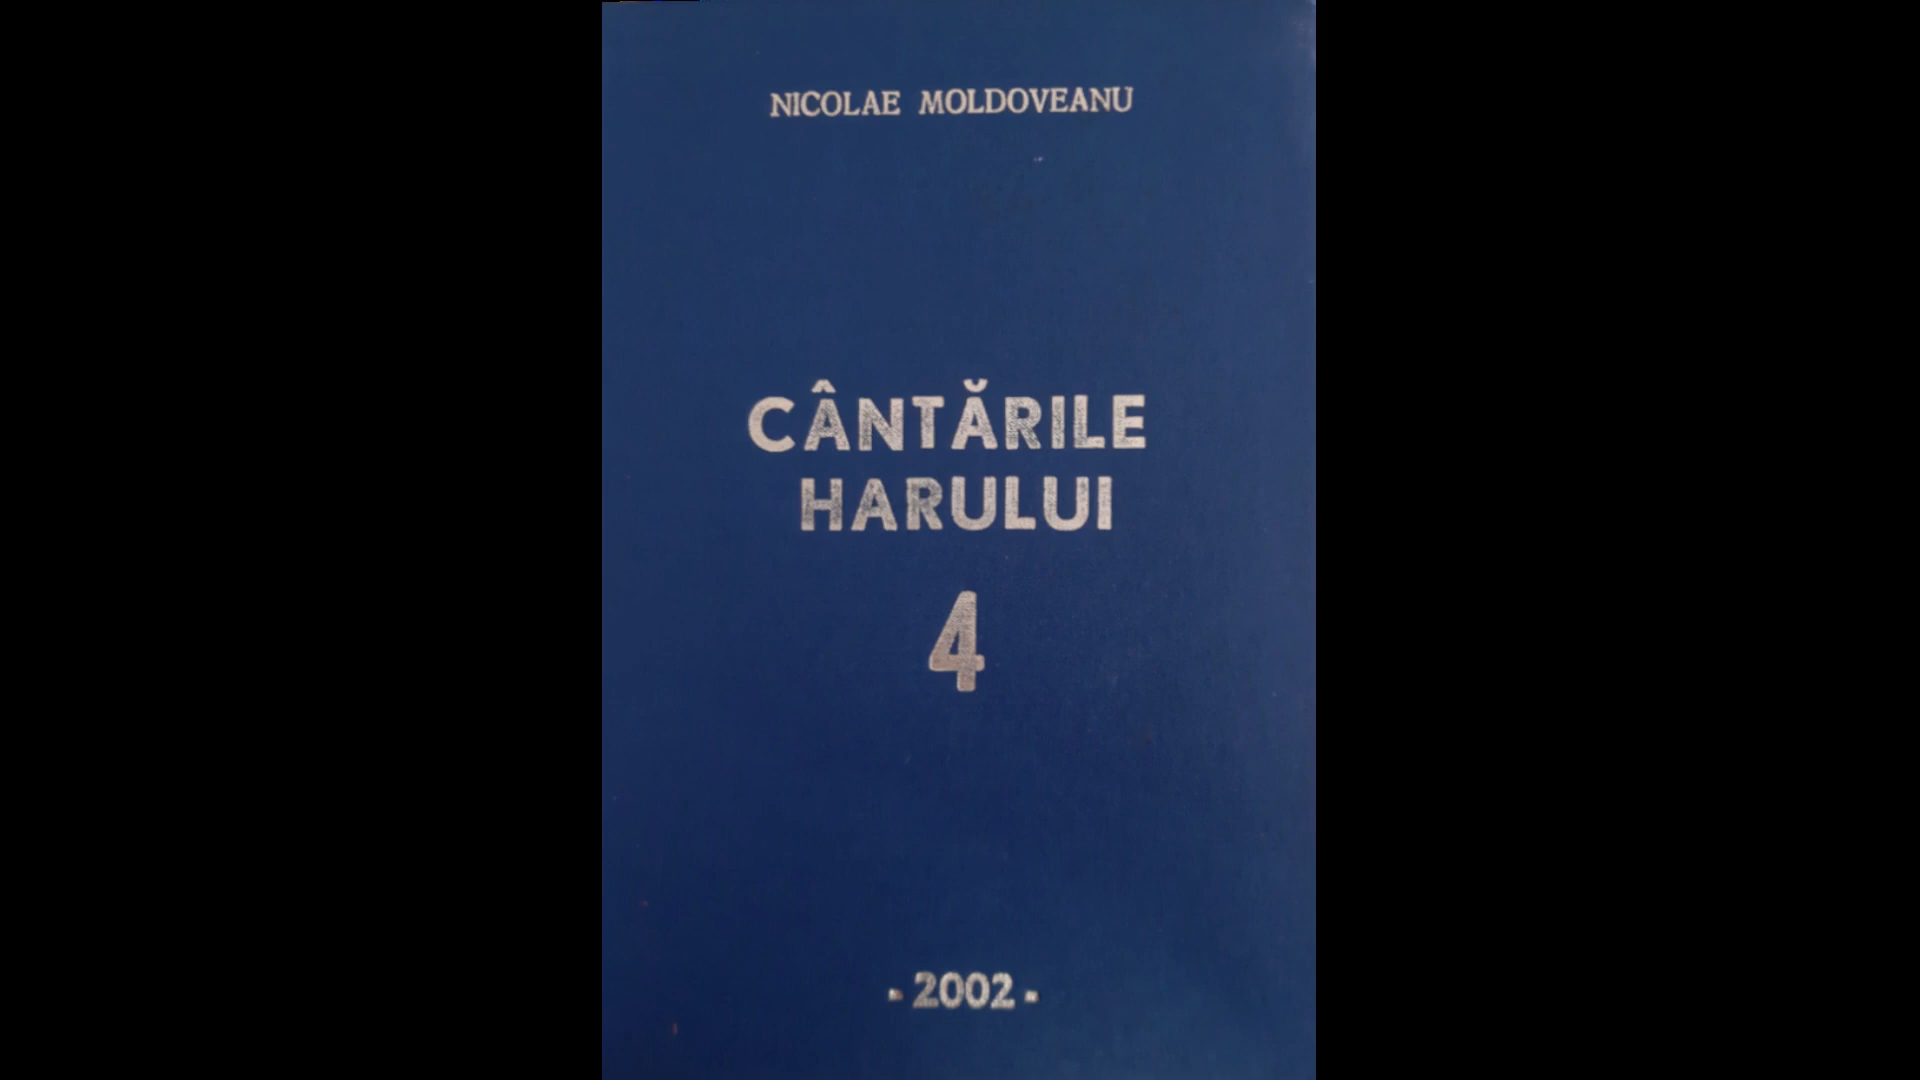 NICOLAE MOLDOVEANU
CÂNTĂRILE
HARULUI
4
- 2002 -